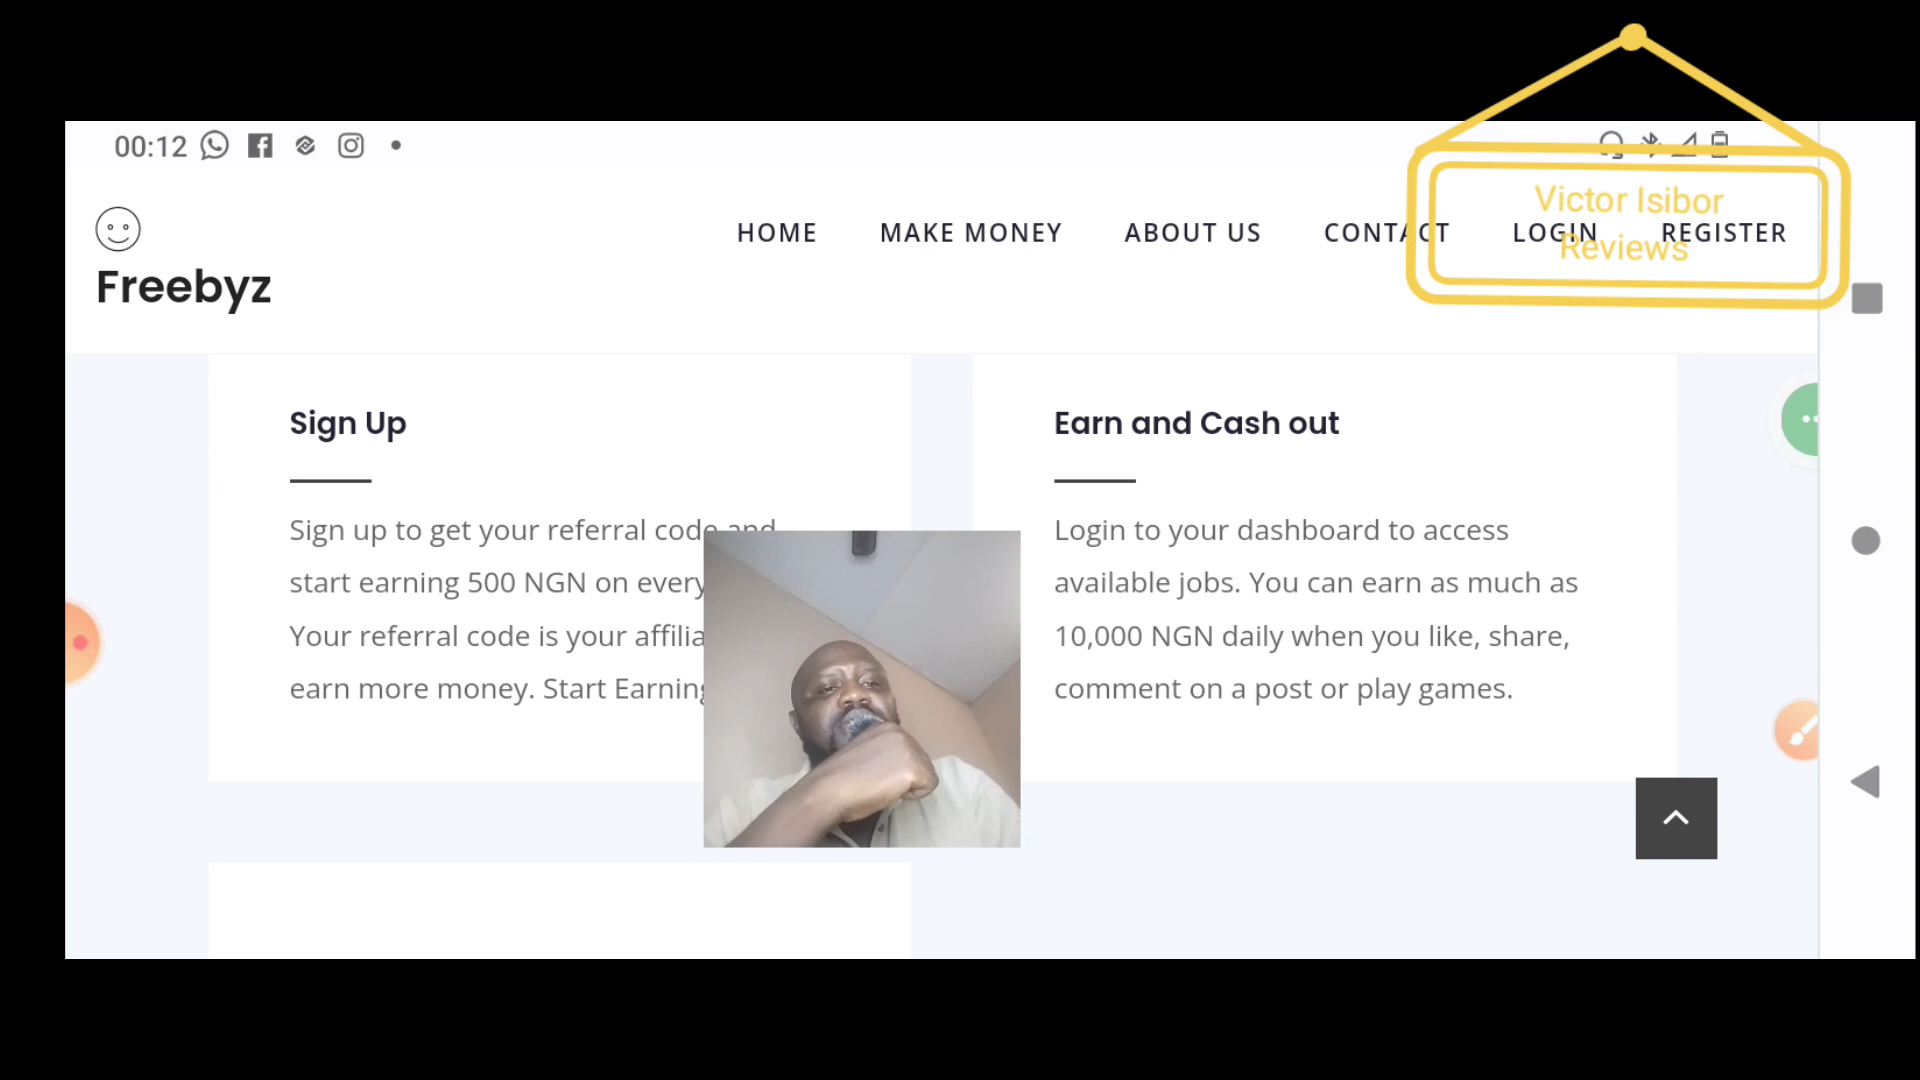 00:12
Victor Isibor
Reviews
HOME MAKE MONEY ABOUT US CONTACT LOGIN REGISTER
Freebyz
Sign Up
Sign up to get your referral code and
start earning 500 NGN on every
Your referral code is your
earn more money. Start
Earn and Cash out
Login to your dashboard to access
available jobs. You can earn as much as
10,000 NGN daily when you like, share,
comment on a post or play games.